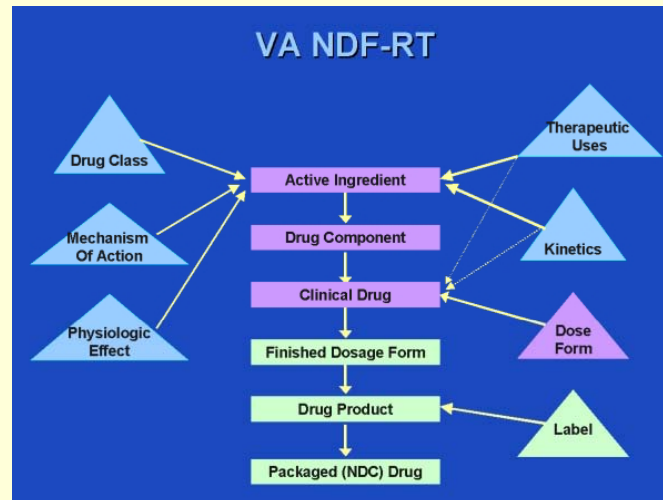 VA NDF-RT
Drug Class
Mechanism
Of Action
Physiologic
Effect
Active Ingredient
Drug Component
Clinical Drug
Finished Dosage Form
Drug Product
Packaged (NDC) Drug
Therapeutic
Uses
Kinetics
Dose
Form
Label